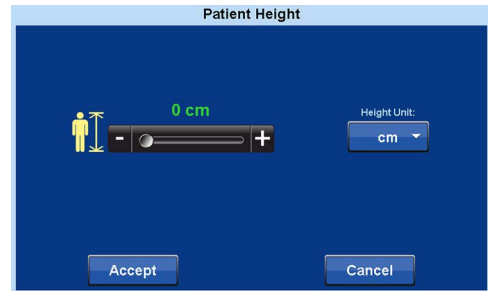 Patient Height
0 cm
Height Unit:
- +
cm
Accept
Cancel